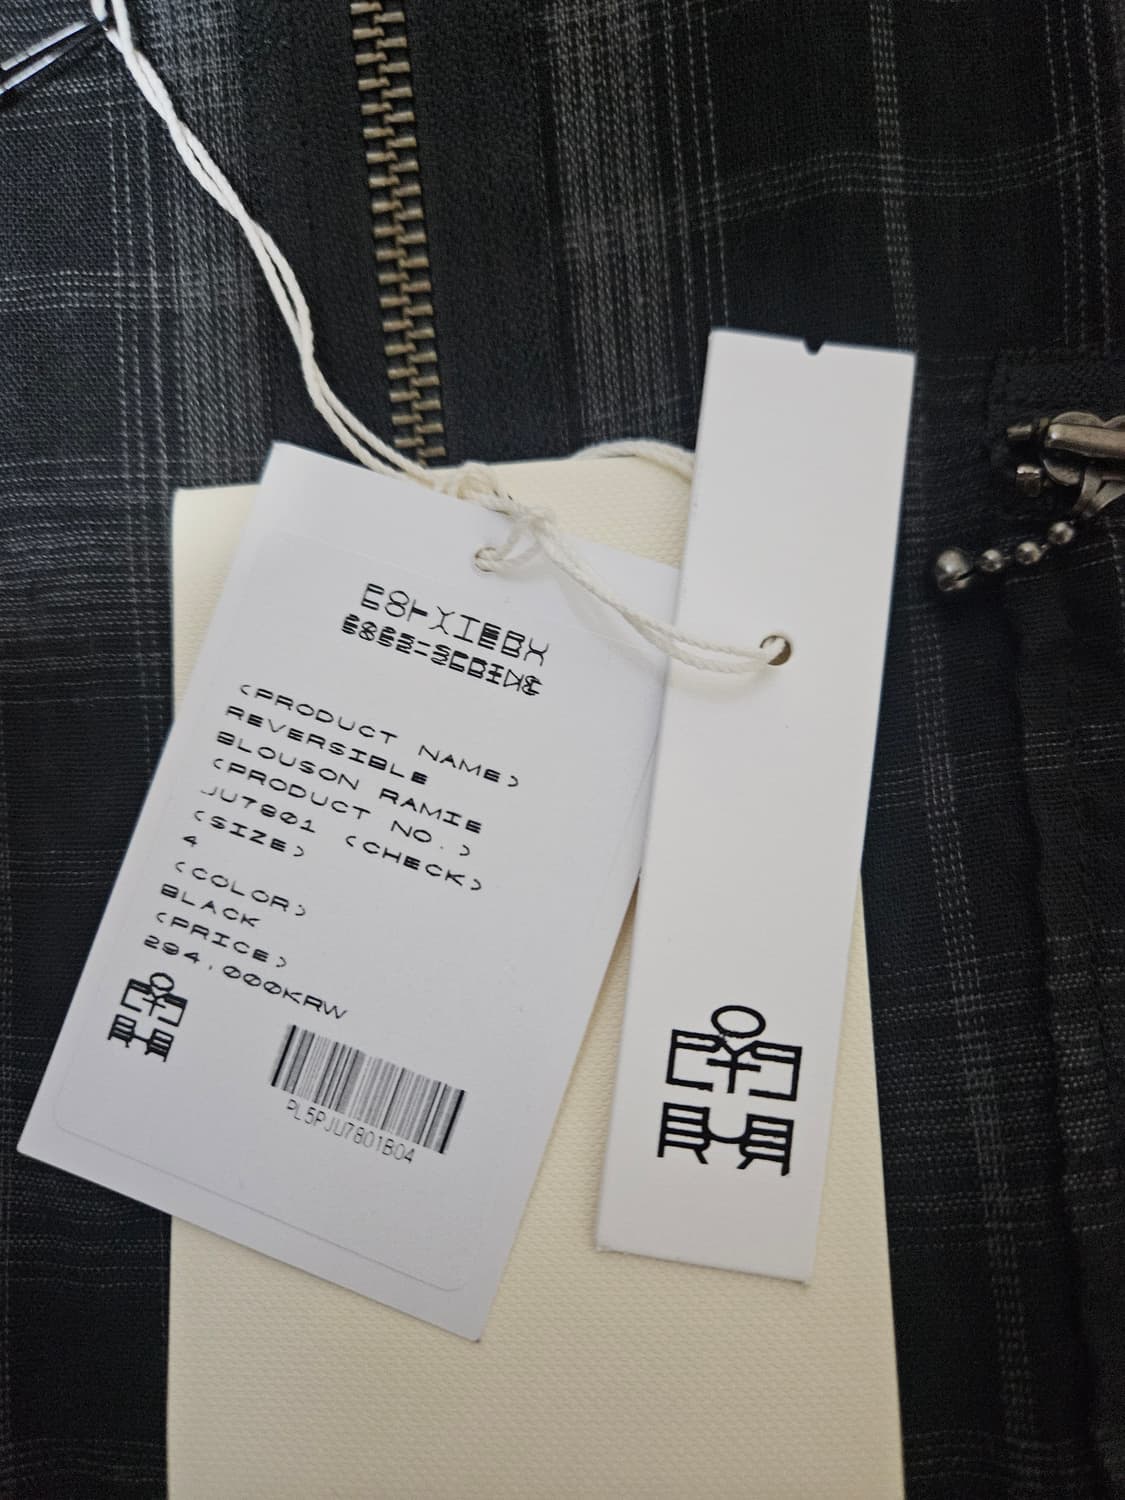 <PRODUCT NAME>
REVERSIBLE
BLOUSON RAMIE
<PRODUCT NO.>
JU7801 (CHECK)
<SIZE>
4
<COLOR>
BLACK
<PRICE>
294,000KRW
PL5PJU7801B04